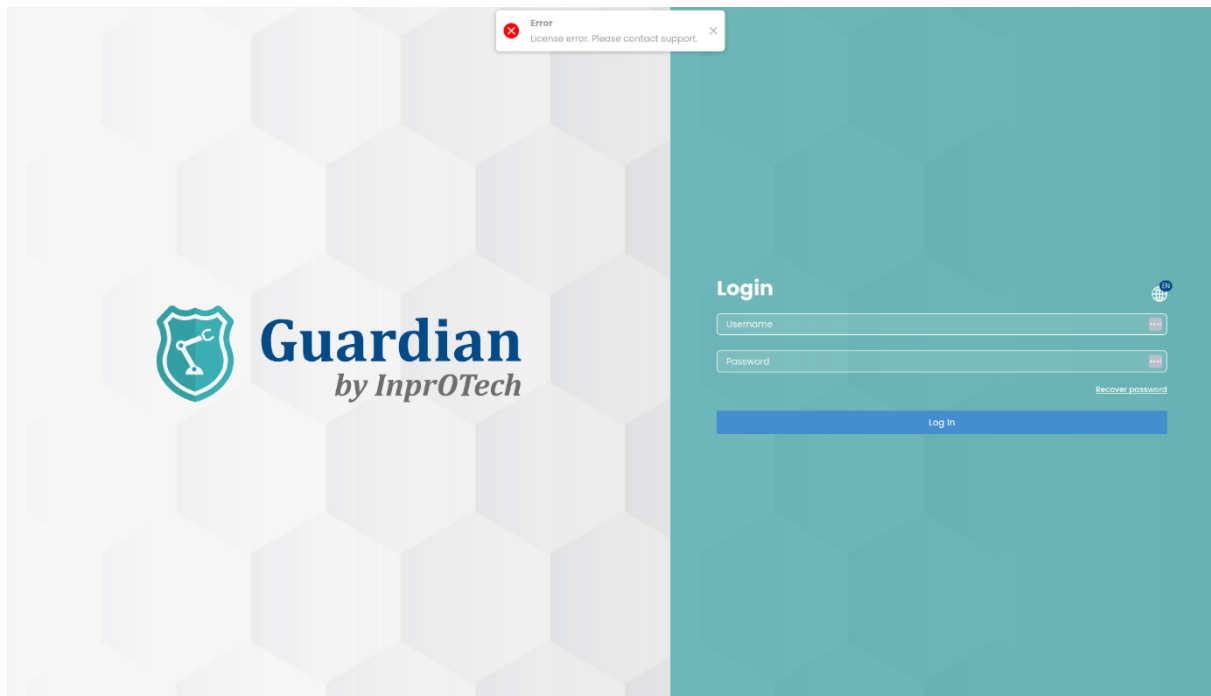 Error
License error. Please contact support.
Guardian
by InprOTech
Login
EN
Username
Password
Recover password
Log In